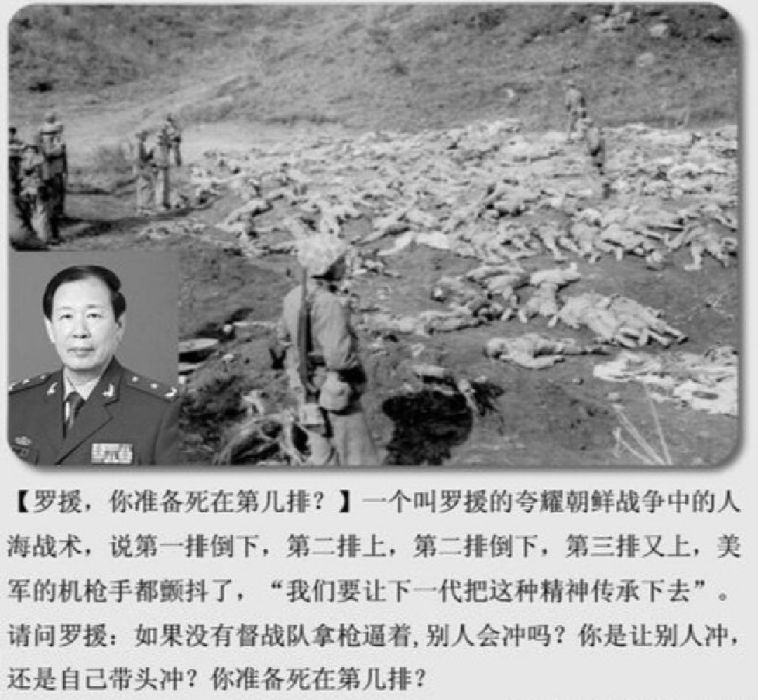 【罗援，你准备死在第几排？】一个叫罗援的夸耀朝鲜战争中的人
海战术，说第一排倒下，第二排上，第二排倒下，第三排又上，美
军的机枪手都颤抖了，“我们要让下一代把这种精神传承下去”。
请问罗援：如果没有督战队拿枪逼着,别人会冲吗？你是让别人冲，
还是自己带头冲？你准备死在第几排？